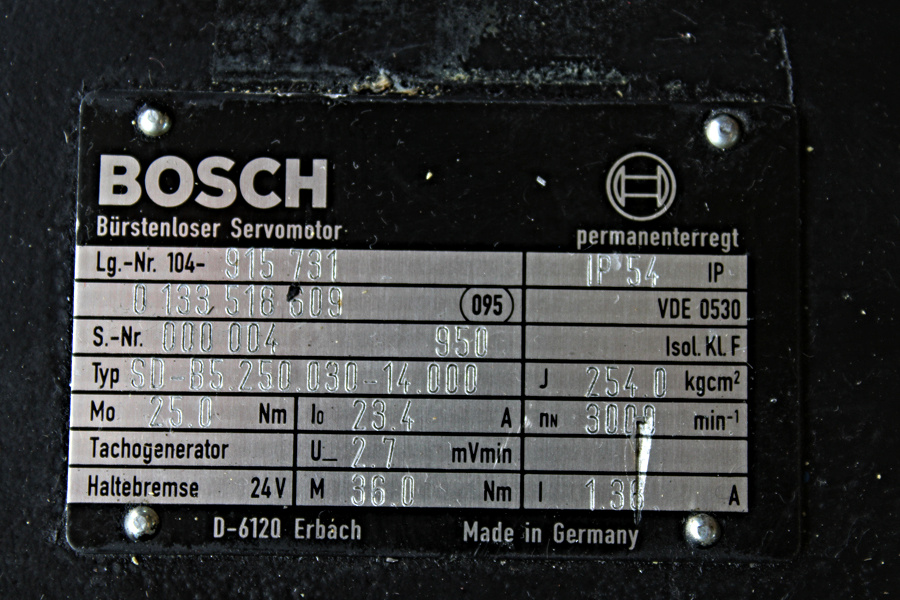 BOSCH
Bürstenloser Servomotor
permanenterregt
Lg.-Nr. 104- 915 731 IP 54 IP
0 133 518 609 095 VDE 0530
S.-Nr. 000 004 950 Isol. Kl. F
Typ SD-B5.250.030-14.000 J 254.0 kgcm²
Mo 25.0 Nm Io 23.4 A nN 3000 min⁻¹
Tachogenerator U_ 2.7 mVmin
Haltebremse 24V M 36.0 Nm I 1.38 A
D-6120 Erbach Made in Germany